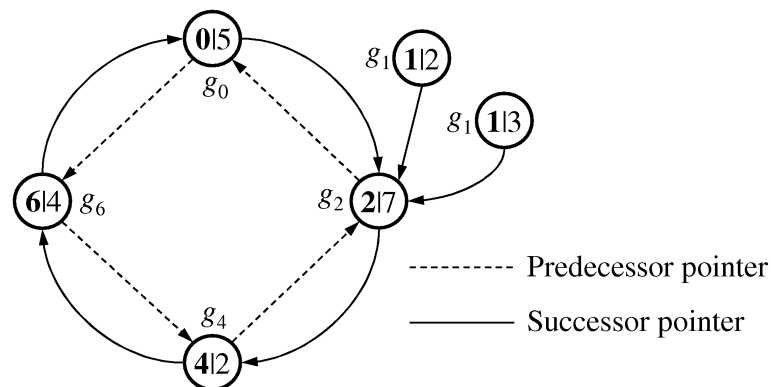 0|5
g0
g1 1|2
g1 1|3
6|4 g6
g2 2|7
g4
4|2
Predecessor pointer
Successor pointer